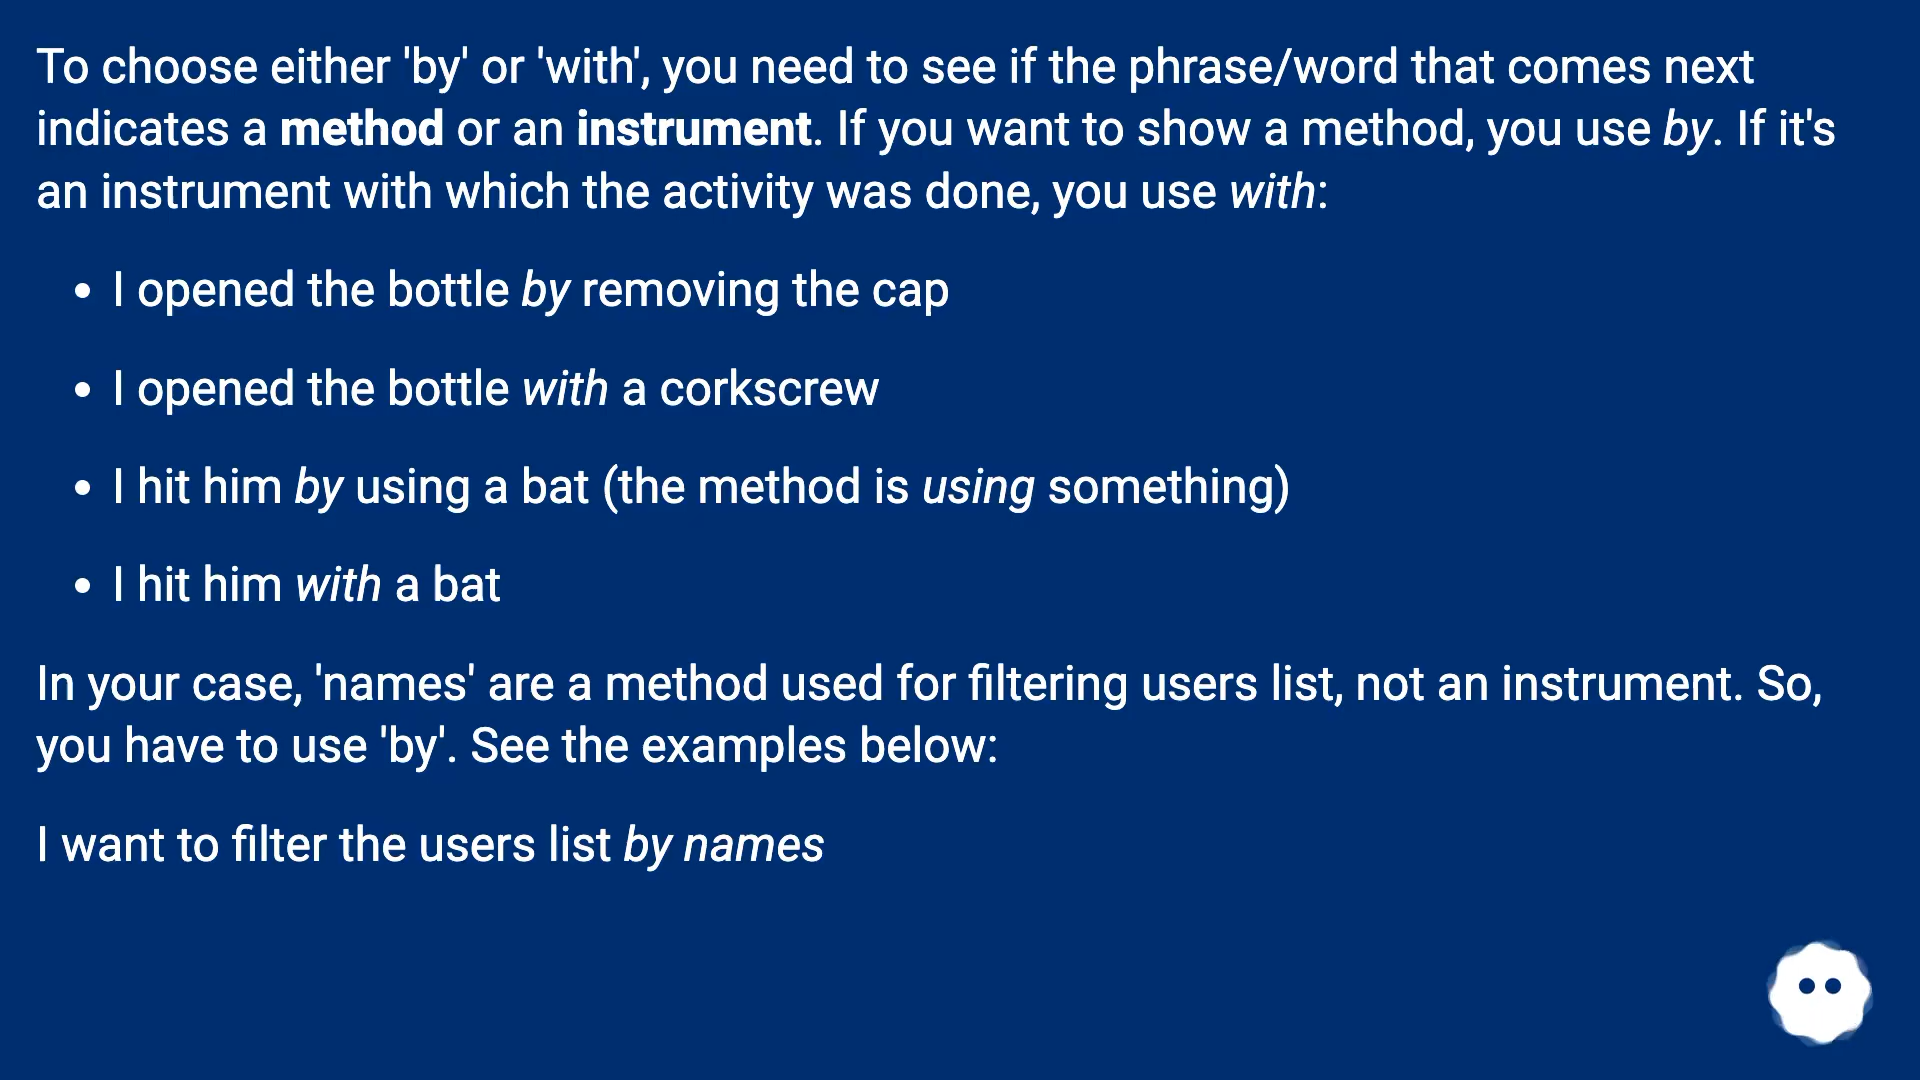 To choose either 'by' or 'with', you need to see if the phrase/word that comes next
indicates a method or an instrument. If you want to show a method, you use by. If it's
an instrument with which the activity was done, you use with:
• I opened the bottle by removing the cap
• I opened the bottle with a corkscrew
• I hit him by using a bat (the method is using something)
• I hit him with a bat
In your case, 'names' are a method used for filtering users list, not an instrument. So,
you have to use 'by'. See the examples below:
I want to filter the users list by names